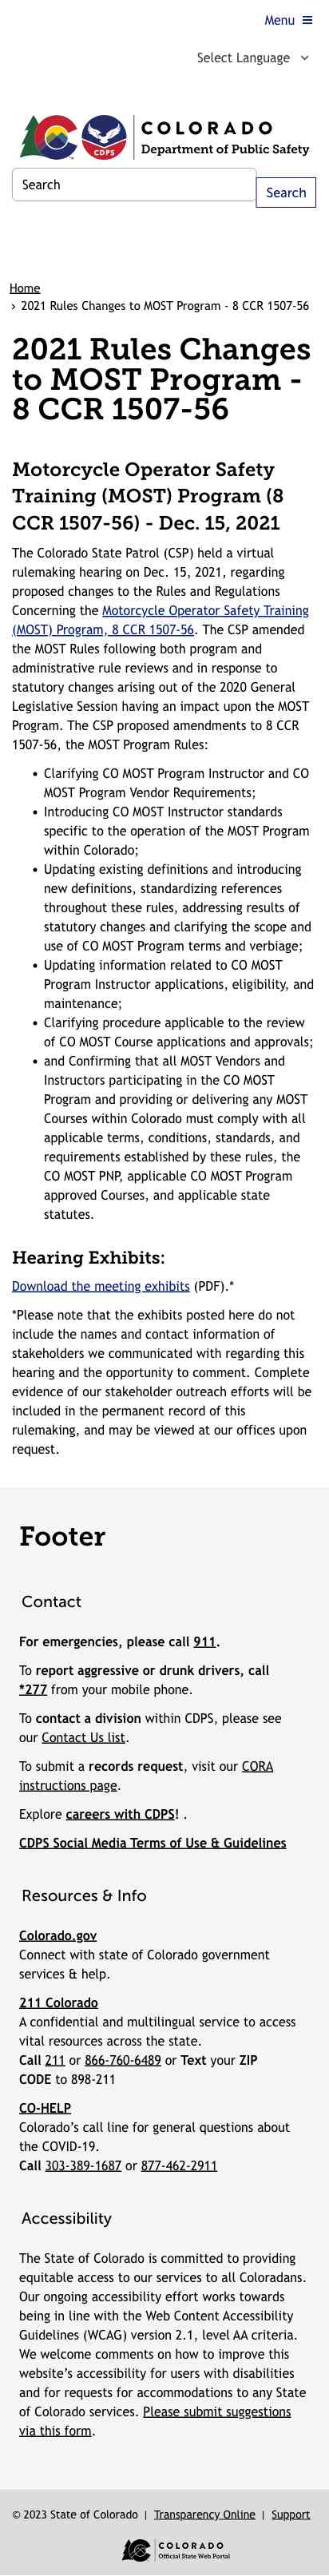 Menu
Select Language
COLORADO
CDPS
Department of Public Safety
Search
Search
Home
› 2021 Rules Changes to MOST Program - 8 CCR 1507-56
2021 Rules Changes
to MOST Program -
8 CCR 1507-56
Motorcycle Operator Safety
Training (MOST) Program (8
CCR 1507-56) - Dec. 15, 2021
The Colorado State Patrol (CSP) held a virtual
rulemaking hearing on Dec. 15, 2021, regarding
proposed changes to the Rules and Regulations
Concerning the Motorcycle Operator Safety Training
(MOST) Program, 8 CCR 1507-56. The CSP amended
the MOST Rules following both program and
administrative rule reviews and in response to
statutory changes arising out of the 2020 General
Legislative Session having an impact upon the MOST
Program. The CSP proposed amendments to 8 CCR
1507-56, the MOST Program Rules:
• Clarifying CO MOST Program Instructor and CO
MOST Program Vendor Requirements;
• Introducing CO MOST Instructor standards
specific to the operation of the MOST Program
within Colorado;
• Updating existing definitions and introducing
new definitions, standardizing references
throughout these rules, addressing results of
statutory changes and clarifying the scope and
use of CO MOST Program terms and verbiage;
• Updating information related to CO MOST
Program Instructor applications, eligibility, and
maintenance;
• Clarifying procedure applicable to the review
of CO MOST Course applications and approvals;
• and Confirming that all MOST Vendors and
Instructors participating in the CO MOST
Program and providing or delivering any MOST
Courses within Colorado must comply with all
applicable terms, conditions, standards, and
requirements established by these rules, the
CO MOST PNP, applicable CO MOST Program
approved Courses, and applicable state
statutes.
Hearing Exhibits:
Download the meeting exhibits (PDF).*
*Please note that the exhibits posted here do not
include the names and contact information of
stakeholders we communicated with regarding this
hearing and the opportunity to comment. Complete
evidence of our stakeholder outreach efforts will be
included in the permanent record of this
rulemaking, and may be viewed at our offices upon
request.
Footer
Contact
For emergencies, please call 911.
To report aggressive or drunk drivers, call
*277 from your mobile phone.
To contact a division within CDPS, please see
our Contact Us list.
To submit a records request, visit our CORA
instructions page.
Explore careers with CDPS! .
CDPS Social Media Terms of Use & Guidelines
Resources & Info
Colorado.gov
Connect with state of Colorado government
services & help.
211 Colorado
A confidential and multilingual service to access
vital resources across the state.
Call 211 or 866-760-6489 or Text your ZIP
CODE to 898-211
CO-HELP
Colorado’s call line for general questions about
the COVID-19.
Call 303-389-1687 or 877-462-2911
Accessibility
The State of Colorado is committed to providing
equitable access to our services to all Coloradans.
Our ongoing accessibility effort works towards
being in line with the Web Content Accessibility
Guidelines (WCAG) version 2.1, level AA criteria.
We welcome comments on how to improve this
website’s accessibility for users with disabilities
and for requests for accommodations to any State
of Colorado services. Please submit suggestions
via this form.
© 2023 State of Colorado | Transparency Online | Support
COLORADO
Official State Web Portal